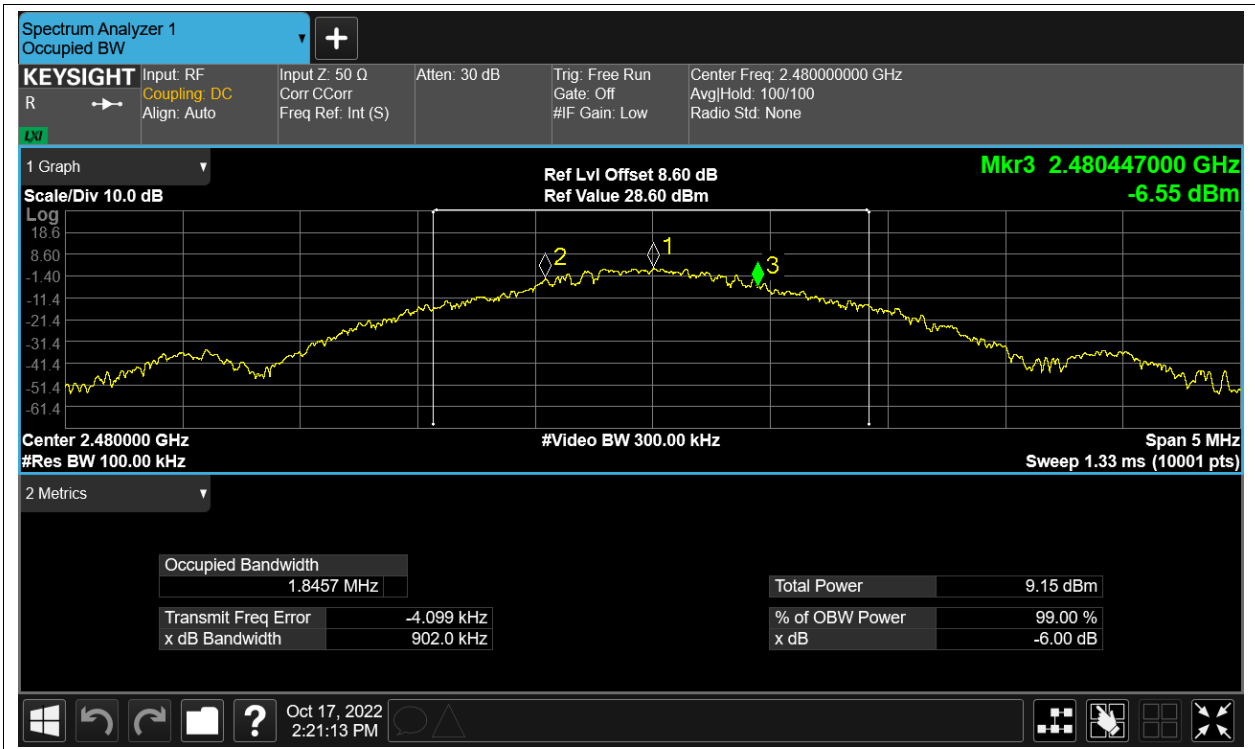 Spectrum Analyzer 1
Occupied BW
KEYSIGHT
R
LXI
Input: RF
Coupling: DC
Align: Auto
Input Z: 50 Ω
Corr CCorr
Freq Ref: Int (S)
Atten: 30 dB
Trig: Free Run
Gate: Off
#IF Gain: Low
Center Freq: 2.480000000 GHz
Avg|Hold: 100/100
Radio Std: None
1 Graph
Scale/Div 10.0 dB
Ref Lvl Offset 8.60 dB
Ref Value 28.60 dBm
Mkr3 2.480447000 GHz
-6.55 dBm
Log
18.6
8.60
-1.40
-11.4
-21.4
-31.4
-41.4
-51.4
-61.4
2
1
3
Center 2.480000 GHz
#Res BW 100.00 kHz
#Video BW 300.00 kHz
Span 5 MHz
Sweep 1.33 ms (10001 pts)
2 Metrics
Occupied Bandwidth
1.8457 MHz
Transmit Freq Error -4.099 kHz
x dB Bandwidth 902.0 kHz
Total Power 9.15 dBm
% of OBW Power 99.00 %
x dB -6.00 dB
?
Oct 17, 2022
2:21:13 PM